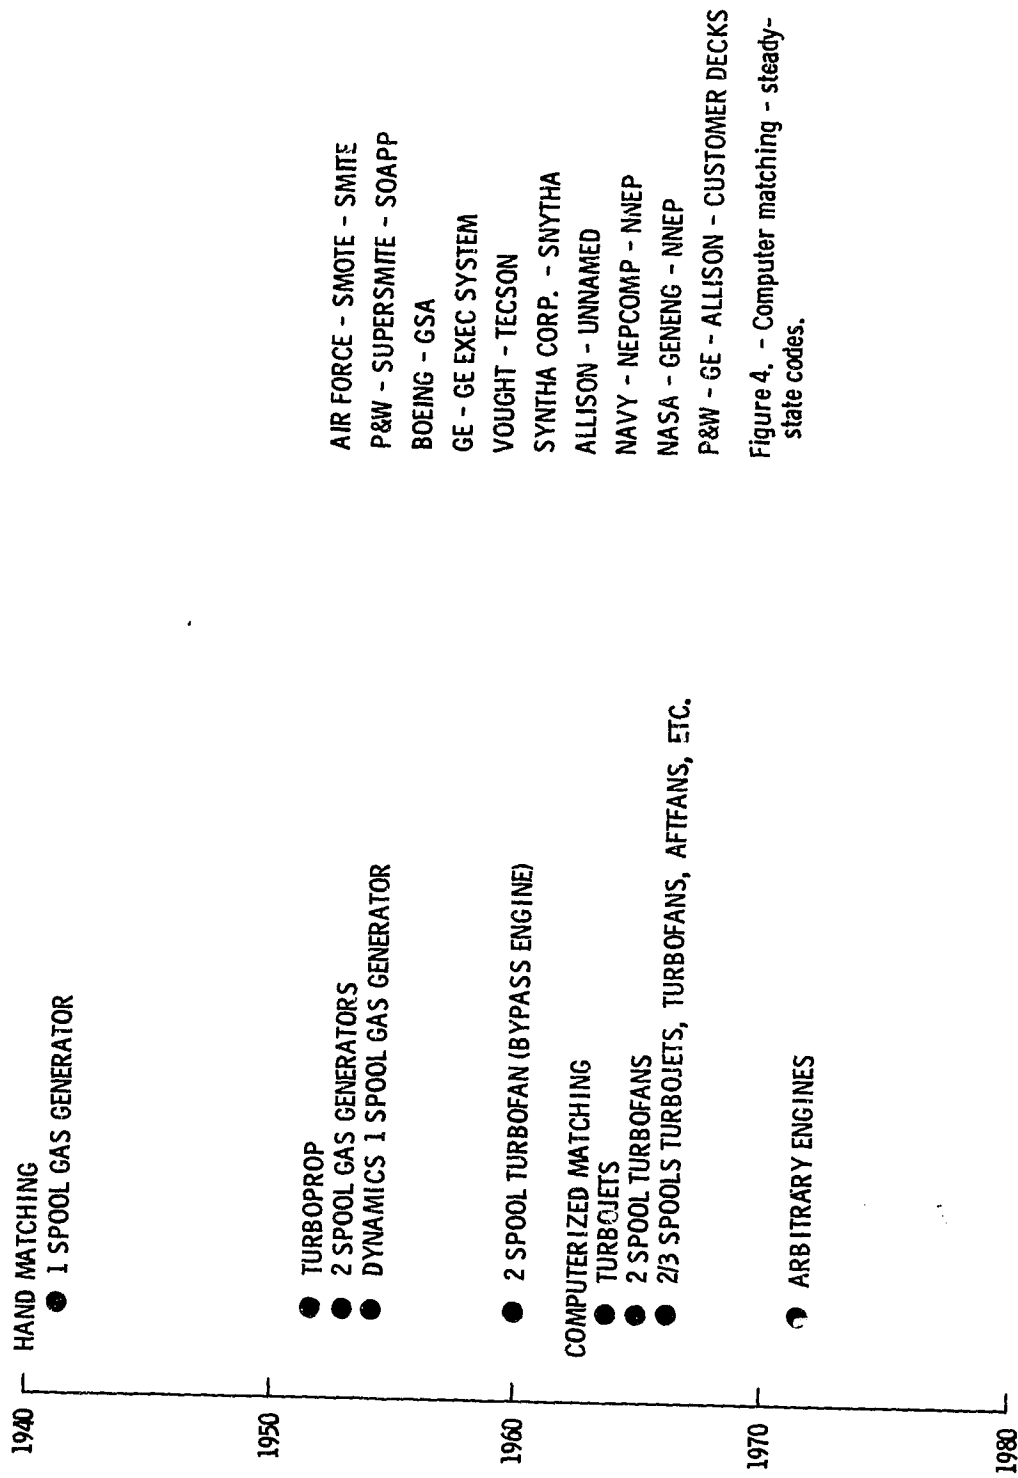 1940
HAND MATCHING
● 1 SPOOL GAS GENERATOR
1950
● TURBOPROP
● 2 SPOOL GAS GENERATORS
● DYNAMICS 1 SPOOL GAS GENERATOR
1960
● 2 SPOOL TURBOFAN (BYPASS ENGINE)
COMPUTERIZED MATCHING
● TURBOJETS
● 2 SPOOL TURBOFANS
● 2/3 SPOOLS TURBOJETS, TURBOFANS, AFTFANS, ETC.
1970
● ARBITRARY ENGINES
1980
AIR FORCE - SMOTE - SMITE
P&W - SUPERSMITE - SOAPP
BOEING - GSA
GE - GE EXEC SYSTEM
VOUGHT - TECSON
SYNTHA CORP. - SNYTHA
ALLISON - UNNAMED
NAVY - NEPCOMP - NNEP
NASA - GENENG - NNEP
P&W - GE - ALLISON - CUSTOMER DECKS
Figure 4. - Computer matching - steady-
state codes.